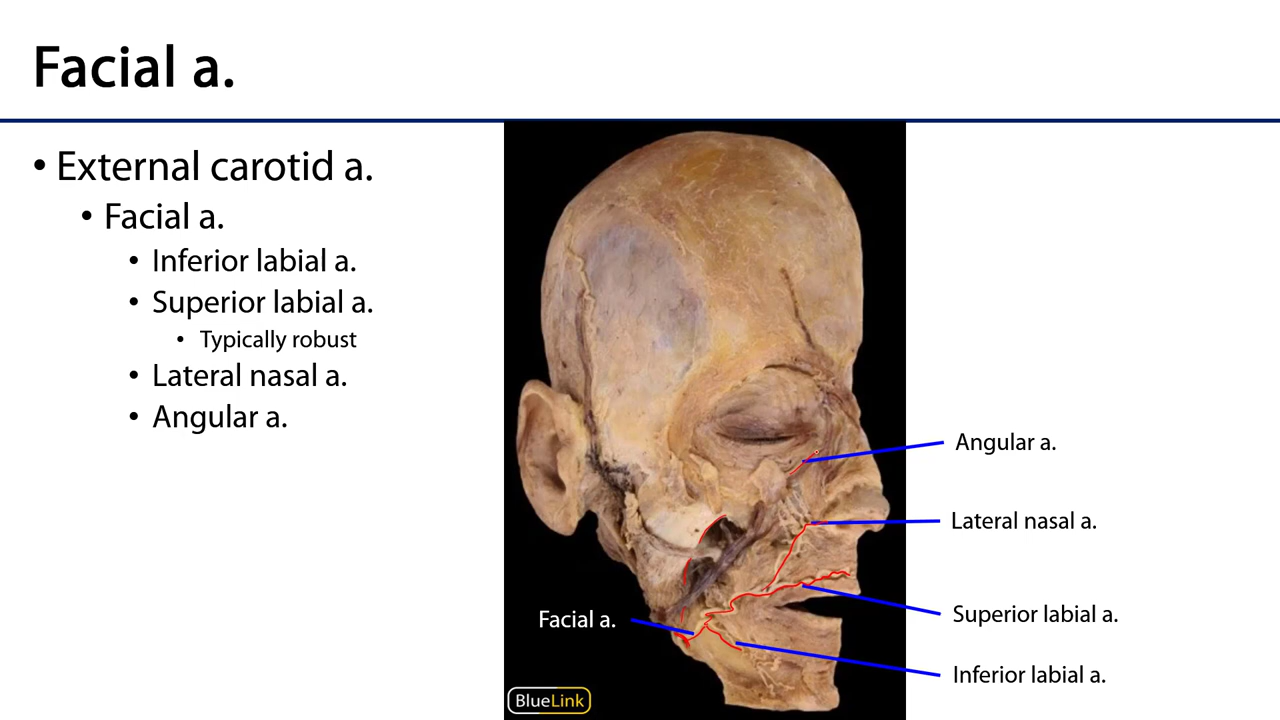 Facial a.
• External carotid a.
• Facial a.
• Inferior labial a.
• Superior labial a.
• Typically robust
• Lateral nasal a.
• Angular a.
Angular a.
Lateral nasal a.
Facial a.
Superior labial a.
Inferior labial a.
BlueLink